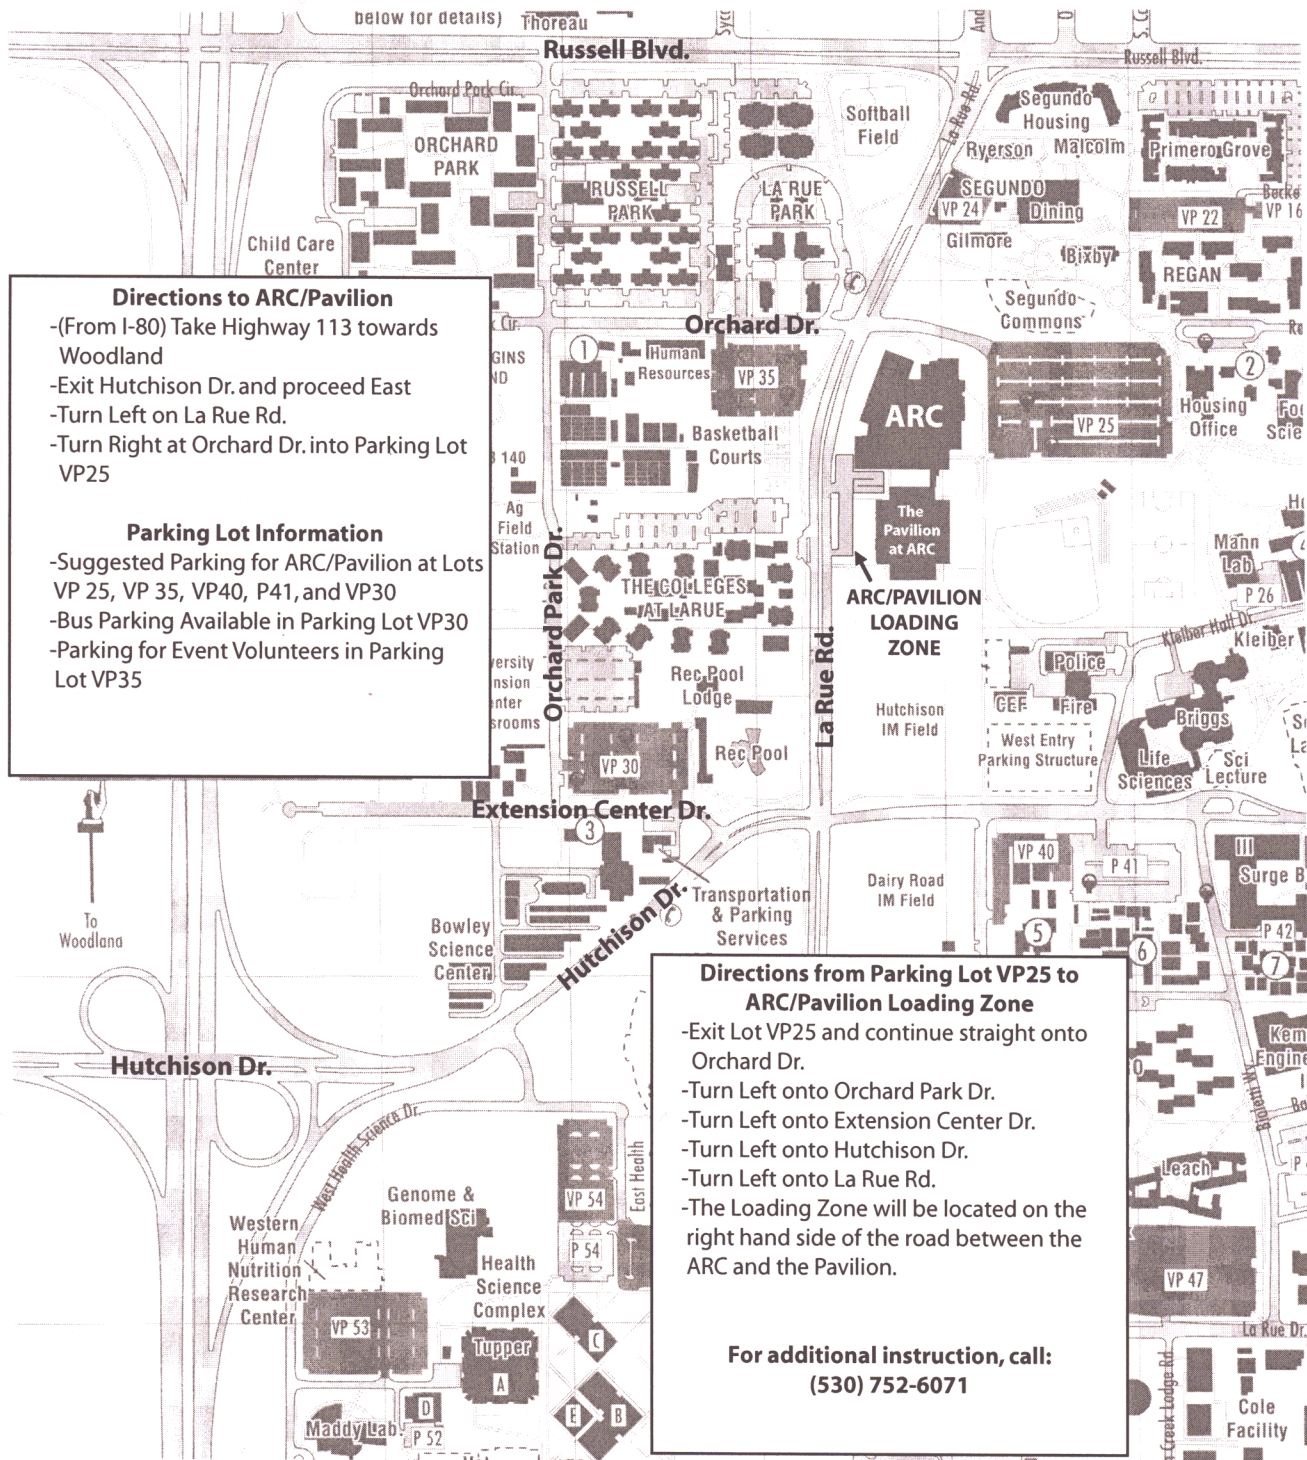 below for details)
Thoreau
Russell Blvd.
Russell Blvd.
Orchard Park Cir.
ORCHARD
PARK
RUSSELL
PARK
LA RUE
PARK
Softball
Field
La Rue Rd.
Segundo
Housing
Ryerson
Malcolm
Primero Grove
SEGUNDO
VP 24
Dining
VP 22
VP 16
Gilmore
Bixby
REGAN
Child Care
Center
Segundo
Commons
Directions to ARC/Pavilion
-(From I-80) Take Highway 113 towards
Woodland
-Exit Hutchison Dr. and proceed East
-Turn Left on La Rue Rd.
-Turn Right at Orchard Dr. into Parking Lot
VP25
Parking Lot Information
-Suggested Parking for ARC/Pavilion at Lots
VP 25, VP 35, VP40, P41, and VP30
-Bus Parking Available in Parking Lot VP30
-Parking for Event Volunteers in Parking
Lot VP35
Cir.
Orchard Dr.
1
Human
Resources
VP 35
ARC
VP 25
2
Housing
Office
Basketball
Courts
140
Ag
Field
Station
The
Pavilion
at ARC
Mann
Lab
P 26
ARC/PAVILION
LOADING
ZONE
THE COLLEGES
AT LARUE
Orchard Park Dr.
La Rue Rd.
Kleiber Hall Dr.
Kleiber
Police
CEF
Fire
Rec Pool
Lodge
Hutchison
IM Field
Briggs
West Entry
Parking Structure
Life
Sciences
Sci
Lecture
Rec Pool
VP 30
Extension Center Dr.
3
VP 40
P 41
III
Surge B
Transportation
& Parking
Services
Dairy Road
IM Field
To
Woodland
Bowley
Science
Center
Hutchison Dr.
5
6
P 42
7
Hutchison Dr.
Directions from Parking Lot VP25 to
ARC/Pavilion Loading Zone
-Exit Lot VP25 and continue straight onto
Orchard Dr.
-Turn Left onto Orchard Park Dr.
-Turn Left onto Extension Center Dr.
-Turn Left onto Hutchison Dr.
-Turn Left onto La Rue Rd.
-The Loading Zone will be located on the
right hand side of the road between the
ARC and the Pavilion.
For additional instruction, call:
(530) 752-6071
West Health Science Dr.
East Health
Genome &
Biomed Sci
VP 54
P 54
Western
Human
Nutrition
Research
Center
Health
Science
Complex
VP 53
Tupper
A
C
D
E
B
Maddy Lab.
P 52
Leach
VP 47
La Rue Dr.
Creek Lodge Rd.
Cole
Facility